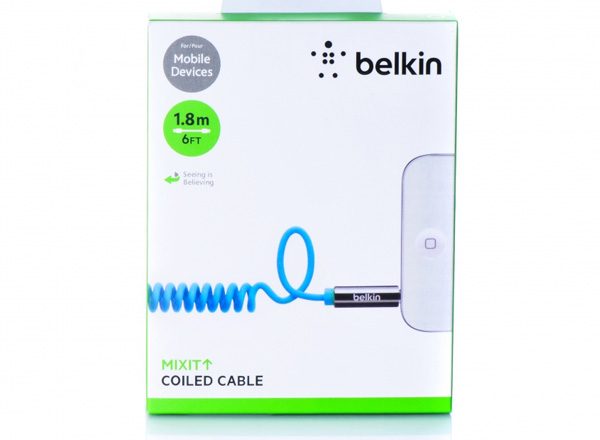 For/Pour
Mobile
Devices
belkin
1.8m
6FT
Seeing is
Believing
belkin
MIXIT↑
COILED CABLE